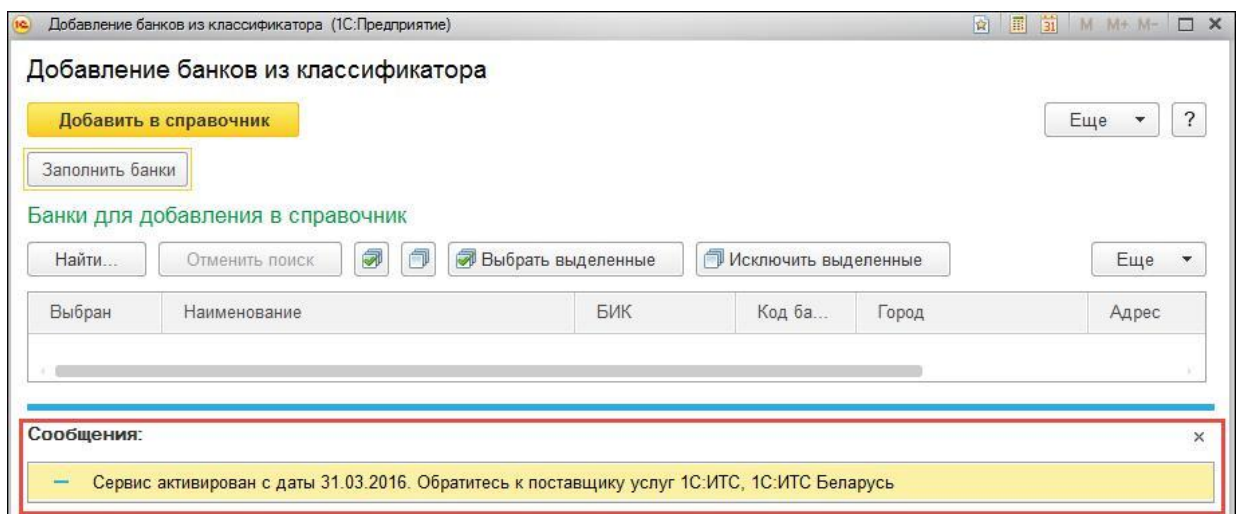 Добавление банков из классификатора (1С:Предприятие)
M M+ M-
Добавление банков из классификатора
Добавить в справочник
Еще
?
Заполнить банки
Банки для добавления в справочник
Найти...
Отменить поиск
Выбрать выделенные
Исключить выделенные
Еще
Выбран
Наименование
БИК
Код ба...
Город
Адрес
Сообщения:
Сервис активирован с даты 31.03.2016. Обратитесь к поставщику услуг 1С:ИТС, 1С:ИТС Беларусь